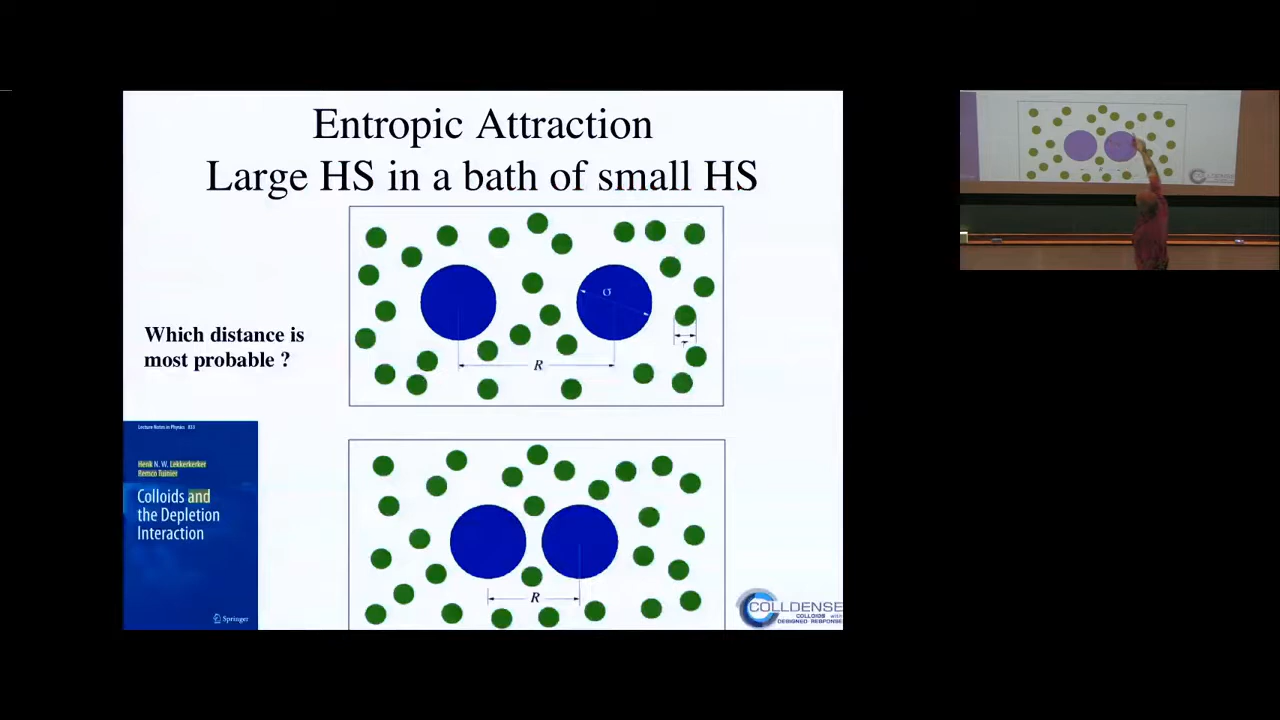 Entropic Attraction
Large HS in a bath of small HS
σ
R
Which distance is
most probable ?
Lecture Notes in Physics 833
Henk N. W. Lekkerkerker
Remco Tuinier
Colloids and
the Depletion
Interaction
Springer
R
COLLDENSE
COLLOIDS with
DESIGNED RESPONSE